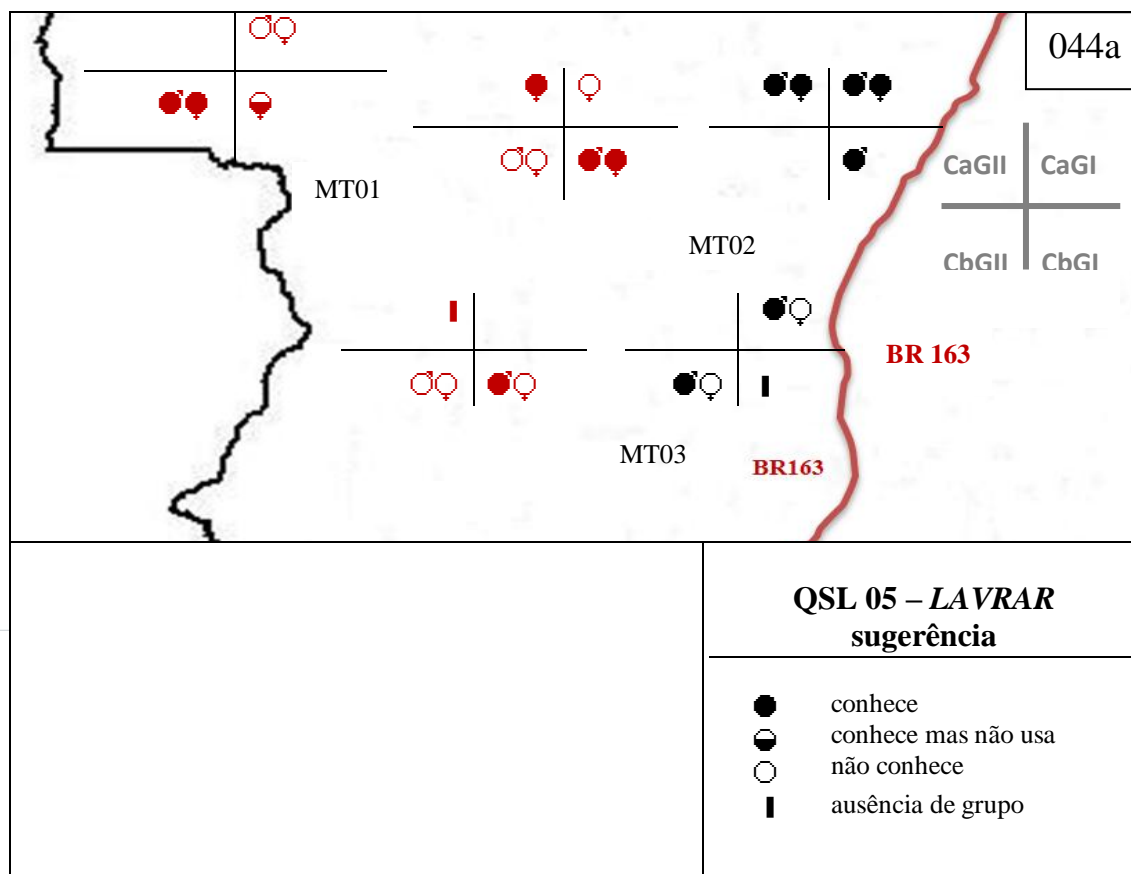 044a
CaGII CaGI
CbGII CbGI
MT01
MT02
BR 163
MT03
BR163
QSL 05 – LAVRAR
sugerência
conhece
conhece mas não usa
não conhece
ausência de grupo